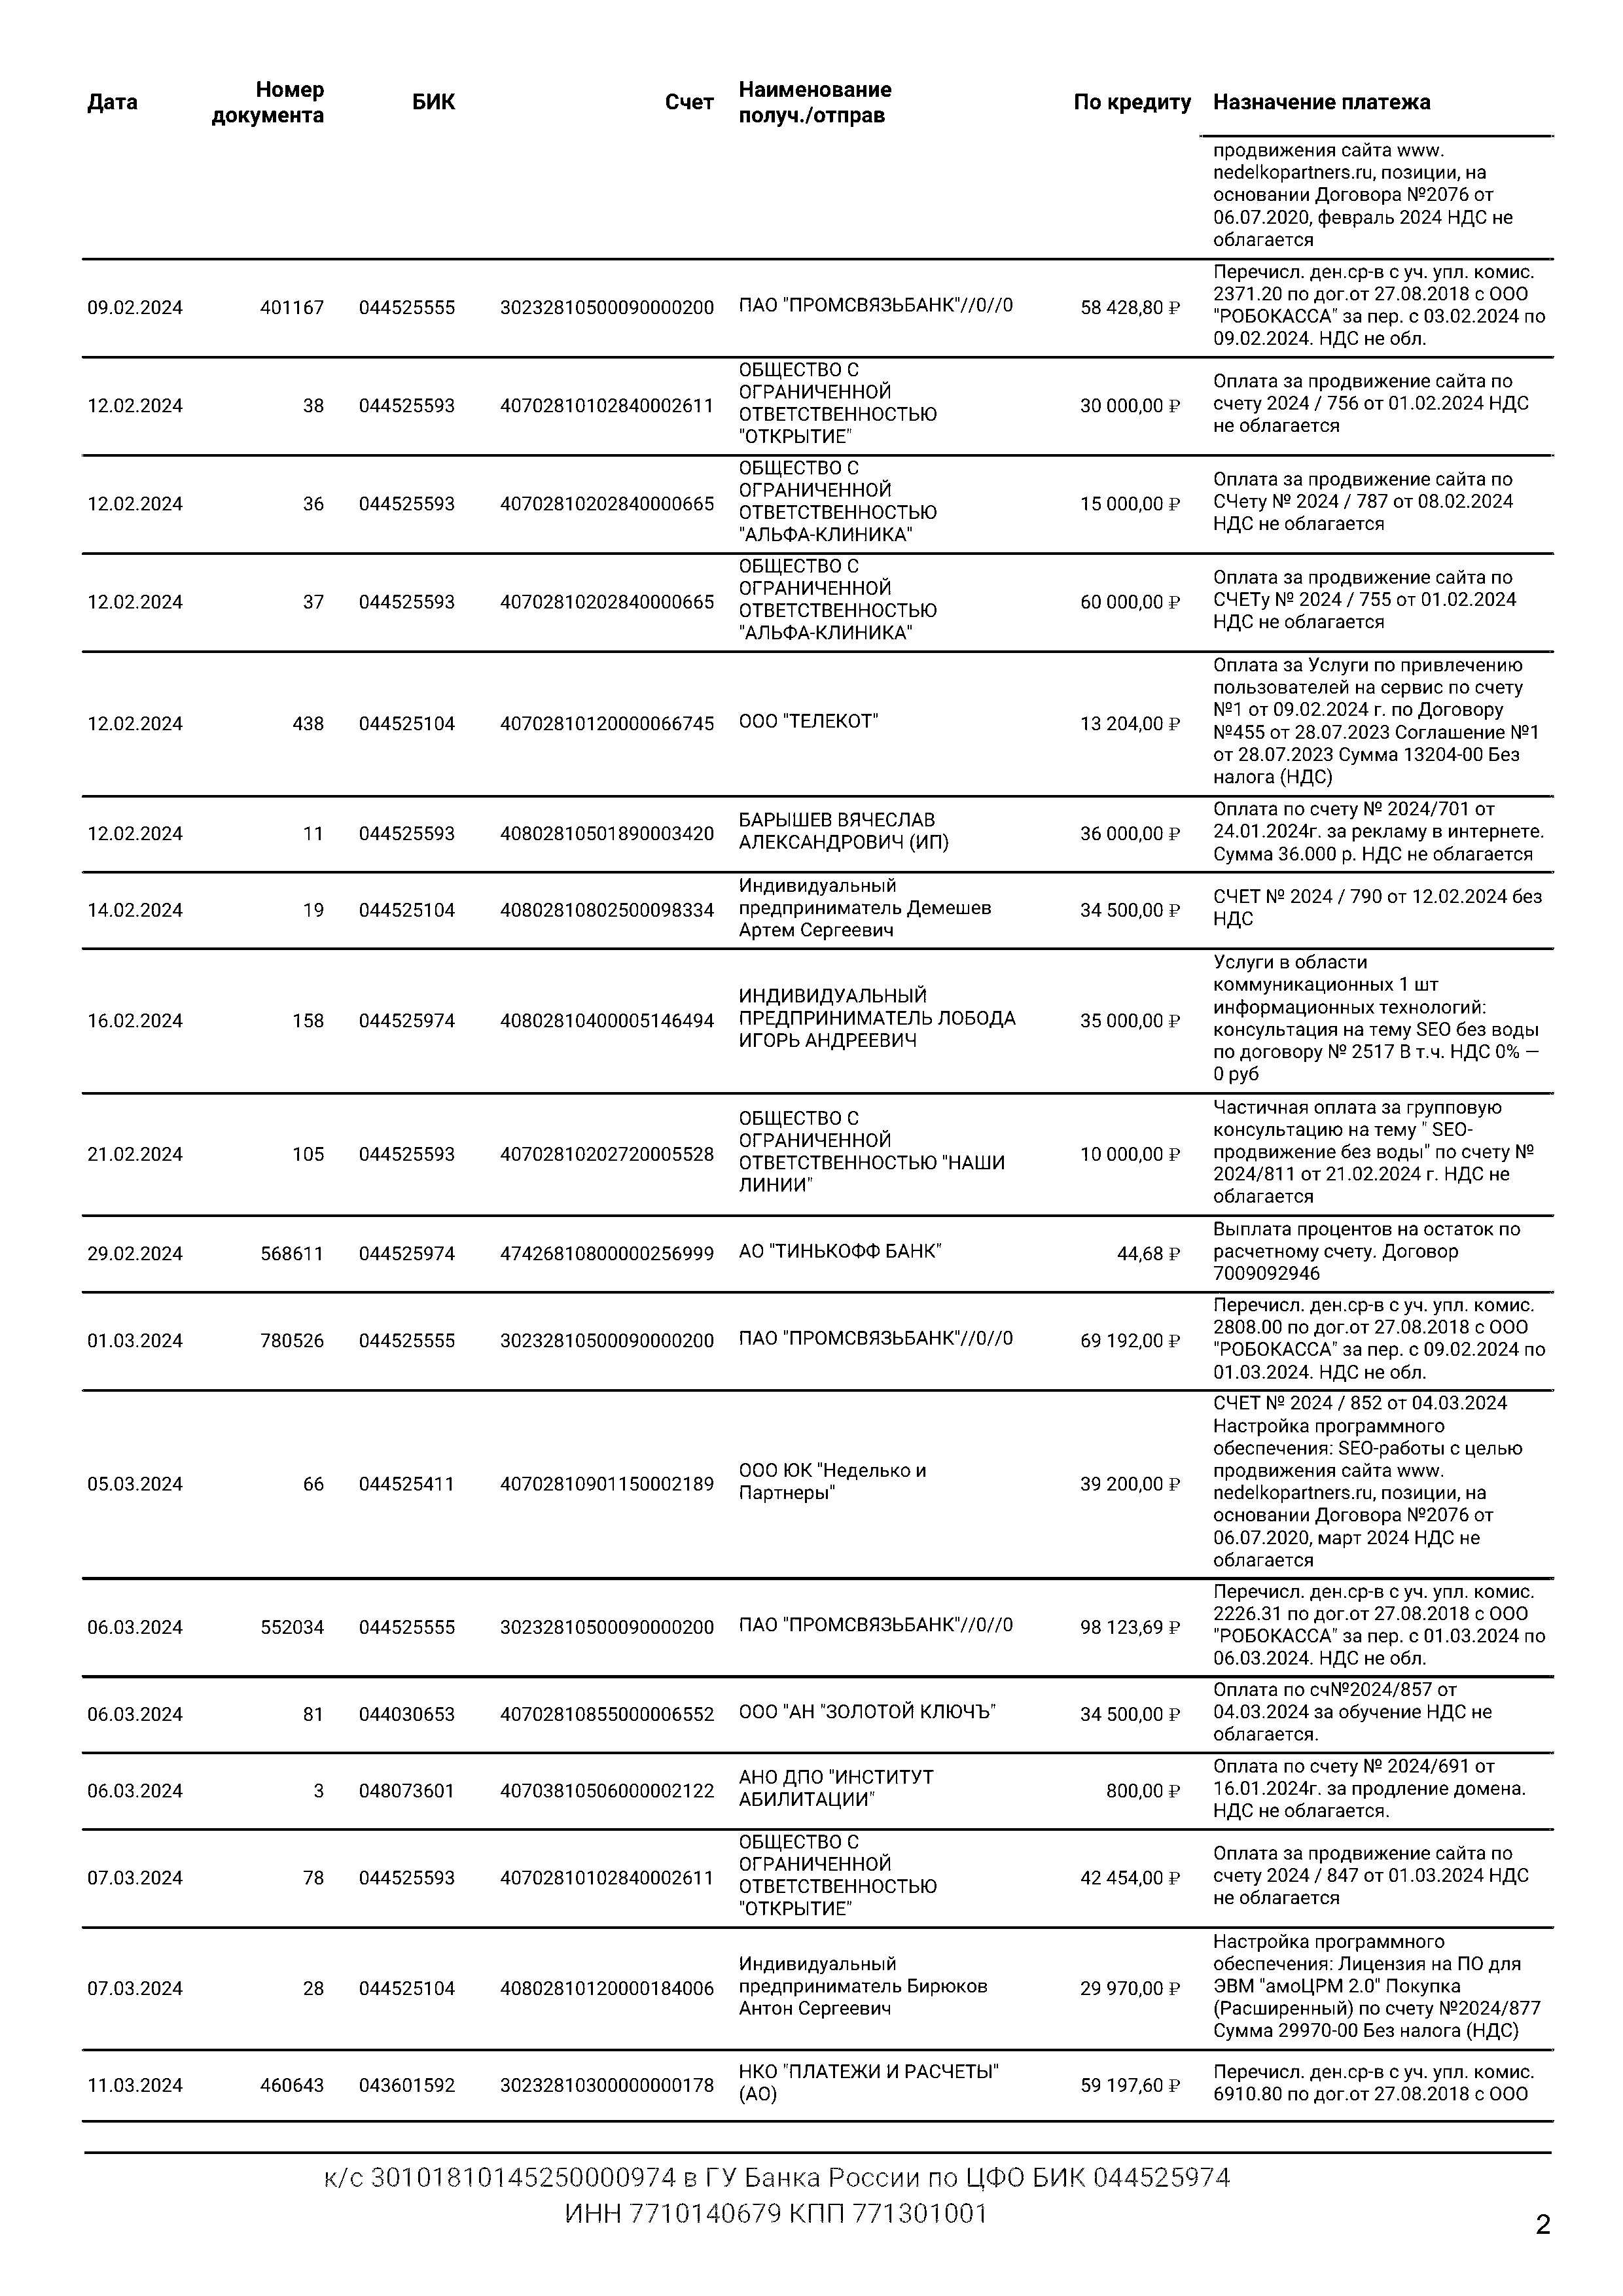 Дата Номер документа БИК Счет Наименование получ./отправ По кредиту Назначение платежа
продвижения сайта www.
nedelkopartners.ru, позиции, на
основании Договора №2076 от
06.07.2020, февраль 2024 НДС не
облагается
09.02.2024 401167 044525555 30232810500090000200 ПАО "ПРОМСВЯЗЬБАНК"//0//0 58 428,80 ₽
Перечисл. ден.ср-в с уч. упл. комис.
2371.20 по дог.от 27.08.2018 с ООО
"РОБОКАССА" за пер. с 03.02.2024 по
09.02.2024. НДС не обл.
12.02.2024 38 044525593 40702810102840002611
ОБЩЕСТВО С
ОГРАНИЧЕННОЙ
ОТВЕТСТВЕННОСТЬЮ
"ОТКРЫТИЕ"
30 000,00 ₽
Оплата за продвижение сайта по
счету 2024 / 756 от 01.02.2024 НДС
не облагается
12.02.2024 36 044525593 40702810202840000665
ОБЩЕСТВО С
ОГРАНИЧЕННОЙ
ОТВЕТСТВЕННОСТЬЮ
"АЛЬФА-КЛИНИКА"
15 000,00 ₽
Оплата за продвижение сайта по
СЧету № 2024 / 787 от 08.02.2024
НДС не облагается
12.02.2024 37 044525593 40702810202840000665
ОБЩЕСТВО С
ОГРАНИЧЕННОЙ
ОТВЕТСТВЕННОСТЬЮ
"АЛЬФА-КЛИНИКА"
60 000,00 ₽
Оплата за продвижение сайта по
СЧЕТу № 2024 / 755 от 01.02.2024
НДС не облагается
12.02.2024 438 044525104 40702810120000066745 ООО "ТЕЛЕКОТ" 13 204,00 ₽
Оплата за Услуги по привлечению
пользователей на сервис по счету
№1 от 09.02.2024 г. по Договору
№455 от 28.07.2023 Соглашение №1
от 28.07.2023 Сумма 13204-00 Без
налога (НДС)
12.02.2024 11 044525593 40802810501890003420
БАРЫШЕВ ВЯЧЕСЛАВ
АЛЕКСАНДРОВИЧ (ИП)
36 000,00 ₽
Оплата по счету № 2024/701 от
24.01.2024г. за рекламу в интернете.
Сумма 36.000 р. НДС не облагается
14.02.2024 19 044525104 40802810802500098334
Индивидуальный
предприниматель Демешев
Артем Сергеевич
34 500,00 ₽
СЧЕТ № 2024 / 790 от 12.02.2024 без
НДС
16.02.2024 158 044525974 40802810400005146494
ИНДИВИДУАЛЬНЫЙ
ПРЕДПРИНИМАТЕЛЬ ЛОБОДА
ИГОРЬ АНДРЕЕВИЧ
35 000,00 ₽
Услуги в области
коммуникационных 1 шт
информационных технологий:
консультация на тему SEO без воды
по договору № 2517 В т.ч. НДС 0% —
0 руб
21.02.2024 105 044525593 40702810202720005528
ОБЩЕСТВО С
ОГРАНИЧЕННОЙ
ОТВЕТСТВЕННОСТЬЮ "НАШИ
ЛИНИИ"
10 000,00 ₽
Частичная оплата за групповую
консультацию на тему " SEO-
продвижение без воды" по счету №
2024/811 от 21.02.2024 г. НДС не
облагается
29.02.2024 568611 044525974 47426810800000256999 АО "ТИНЬКОФФ БАНК" 44,68 ₽
Выплата процентов на остаток по
расчетному счету. Договор
7009092946
01.03.2024 780526 044525555 30232810500090000200 ПАО "ПРОМСВЯЗЬБАНК"//0//0 69 192,00 ₽
Перечисл. ден.ср-в с уч. упл. комис.
2808.00 по дог.от 27.08.2018 с ООО
"РОБОКАССА" за пер. с 09.02.2024 по
01.03.2024. НДС не обл.
05.03.2024 66 044525411 40702810901150002189
ООО ЮК "Неделько и
Партнеры"
39 200,00 ₽
СЧЕТ № 2024 / 852 от 04.03.2024
Настройка программного
обеспечения: SEO-работы с целью
продвижения сайта www.
nedelkopartners.ru, позиции, на
основании Договора №2076 от
06.07.2020, март 2024 НДС не
облагается
06.03.2024 552034 044525555 30232810500090000200 ПАО "ПРОМСВЯЗЬБАНК"//0//0 98 123,69 ₽
Перечисл. ден.ср-в с уч. упл. комис.
2226.31 по дог.от 27.08.2018 с ООО
"РОБОКАССА" за пер. с 01.03.2024 по
06.03.2024. НДС не обл.
06.03.2024 81 044030653 40702810855000006552 ООО "АН "ЗОЛОТОЙ КЛЮЧЪ" 34 500,00 ₽
Оплата по сч№2024/857 от
04.03.2024 за обучение НДС не
облагается.
06.03.2024 3 048073601 40703810506000002122
АНО ДПО "ИНСТИТУТ
АБИЛИТАЦИИ"
800,00 ₽
Оплата по счету № 2024/691 от
16.01.2024г. за продление домена.
НДС не облагается.
07.03.2024 78 044525593 40702810102840002611
ОБЩЕСТВО С
ОГРАНИЧЕННОЙ
ОТВЕТСТВЕННОСТЬЮ
"ОТКРЫТИЕ"
42 454,00 ₽
Оплата за продвижение сайта по
счету 2024 / 847 от 01.03.2024 НДС
не облагается
07.03.2024 28 044525104 40802810120000184006
Индивидуальный
предприниматель Бирюков
Антон Сергеевич
29 970,00 ₽
Настройка программного
обеспечения: Лицензия на ПО для
ЭВМ "амоЦРМ 2.0" Покупка
(Расширенный) по счету №2024/877
Сумма 29970-00 Без налога (НДС)
11.03.2024 460643 043601592 30232810300000000178
НКО "ПЛАТЕЖИ И РАСЧЕТЫ"
(АО)
59 197,60 ₽
Перечисл. ден.ср-в с уч. упл. комис.
6910.80 по дог.от 27.08.2018 с ООО
к/с 30101810145250000974 в ГУ Банка России по ЦФО БИК 044525974
ИНН 7710140679 КПП 771301001
2